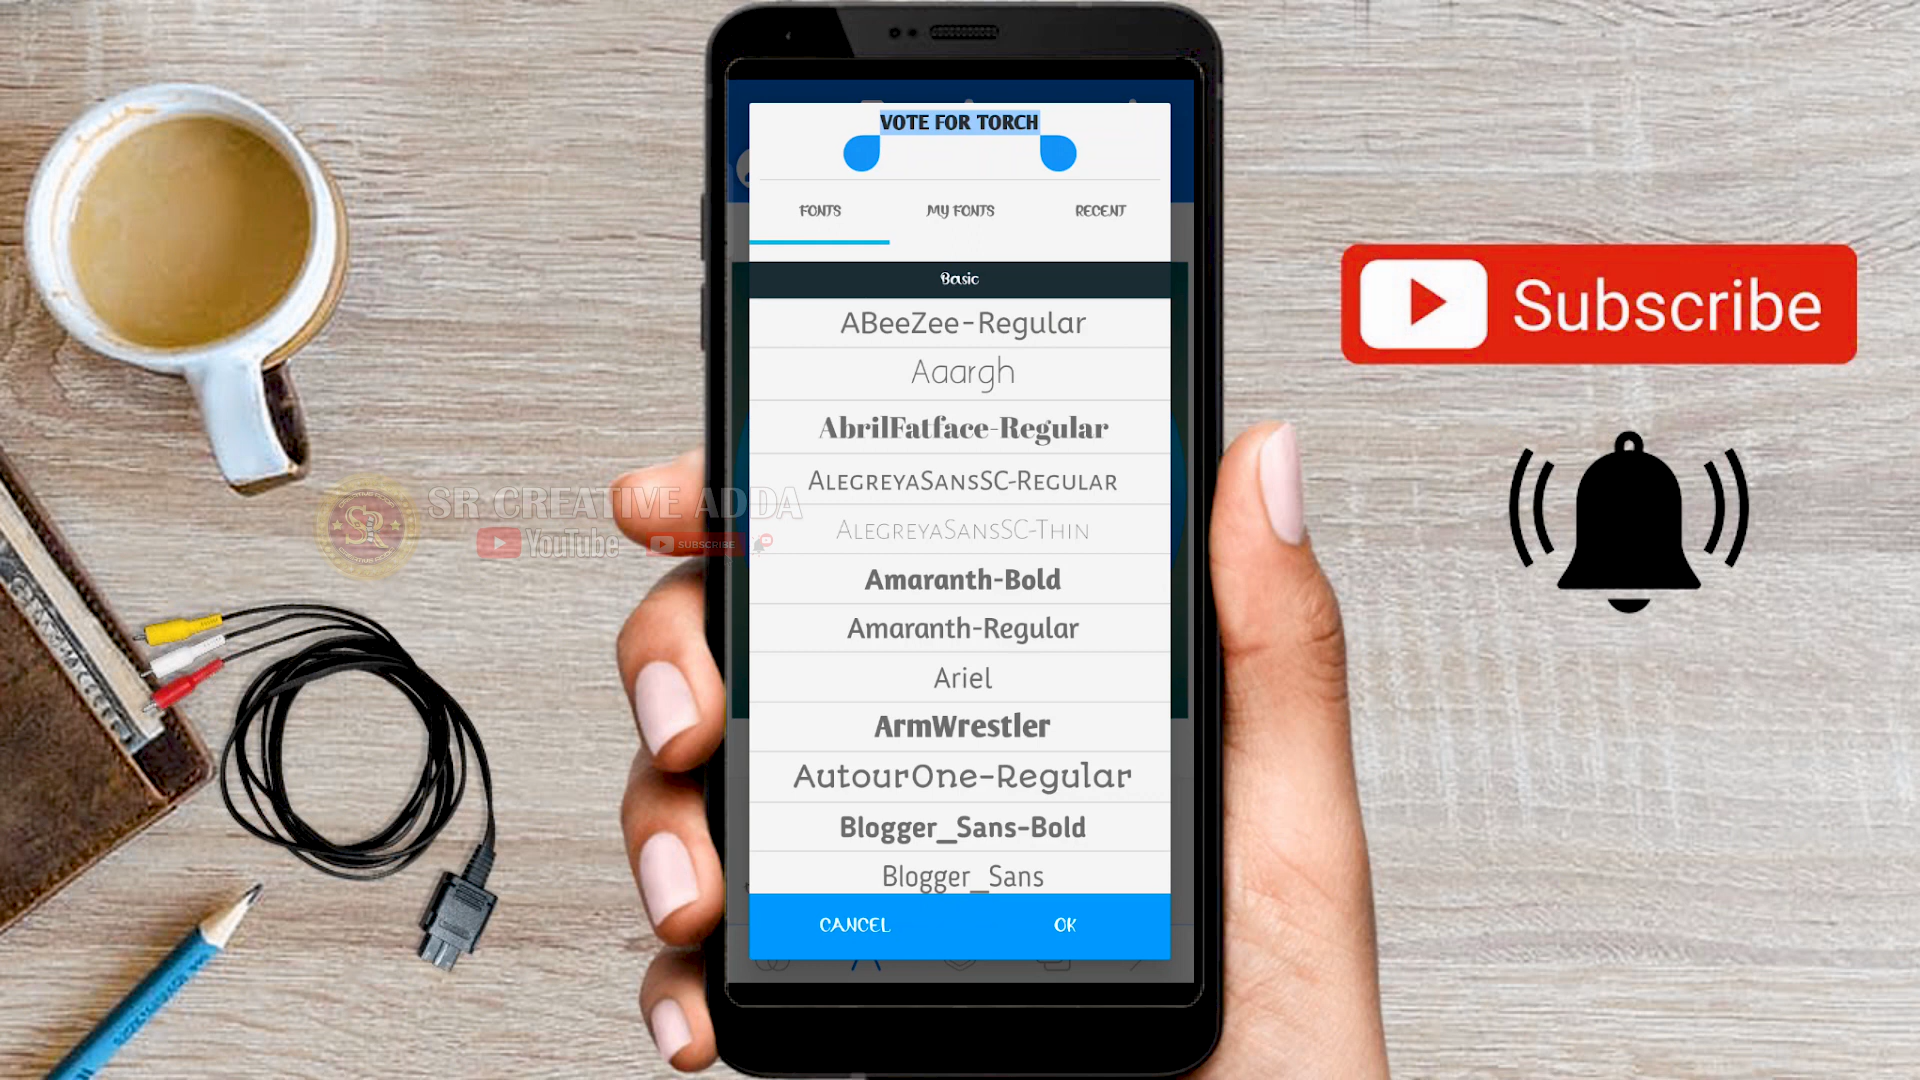 VOTE FOR TORCH
FONTS MY FONTS RECENT
Basic
ABeeZee-Regular
Aaargh
AbrilFatface-Regular
AlegreyaSansSC-Regular
AlegreyaSansSC-Thin
Amaranth-Bold
Amaranth-Regular
Ariel
ArmWrestler
AutourOne-Regular
Blogger_Sans-Bold
Blogger_Sans
CANCEL OK
Subscribe
SR CREATIVE ADDA
YouTube SUBSCRIBE
SR